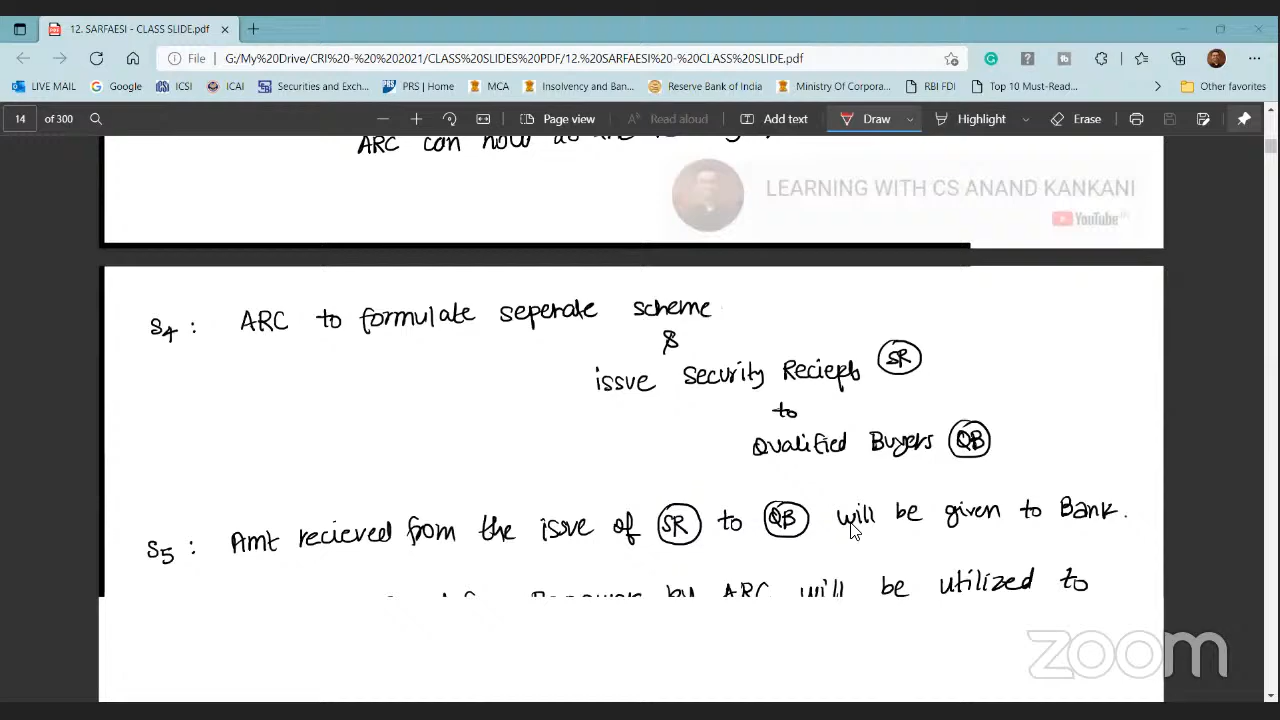 12. SARFAESI - CLASS SLIDE.pdf
File G:/My%20Drive/CRI%20-%20%202021/CLASS%20SLIDE%20PDF/12.%20SARFAESI%20-%20CLASS%20SLIDE.pdf
LIVE MAIL Google ICSI ICAI Securities and Exch... PRS | Home MCA Insolvency and Ban... Reserve Bank of India Ministry Of Corpora... RBI FDI Top 10 Must-Read... Other favorites
14 of 300 Page view Read aloud Add text Draw Highlight Erase
ARC can now
LEARNING WITH CS ANAND KANKANI
YouTube
S4 : ARC to formulate seperate scheme
&
issue Security Reciepts SR
to
Qualified Buyers QB
S5 : Amt recieved from the issue of SR to QB will be given to Bank.
by ARC will be utilized to
zoom